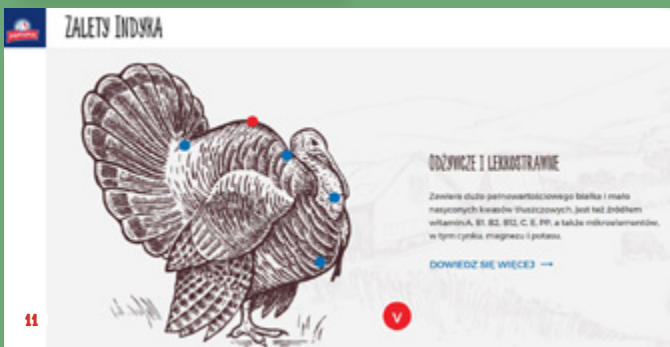 ZALETY INDYKA
ODŻYWCZE I LEKKOSTRAWNE
Zawiera dużo pełnowartościowego białka i mało
nasyconych kwasów tłuszczowych. Jest też źródłem
witamin A, B1, B2, B12, C, E, PP, a także mikroelementów,
w tym cynku, magnezu i potasu.
DOWIEDZ SIĘ WIĘCEJ →
V
11